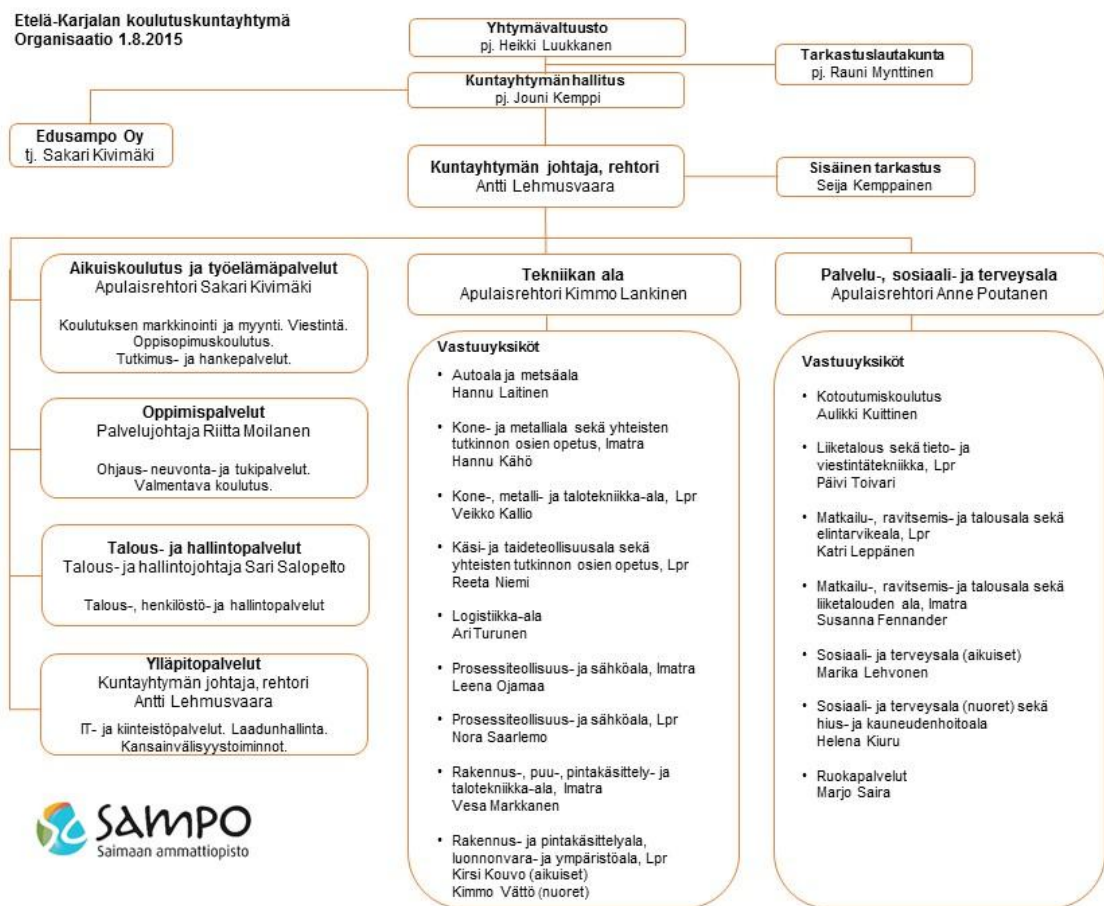 Etelä-Karjalan koulutuskuntayhtymä
Organisaatio 1.8.2015
Yhtymävaltuusto
pj. Heikki Luukkanen
Tarkastuslautakunta
pj. Rauni Mynttinen
Kuntayhtymän hallitus
pj. Jouni Kemppi
Edusampo Oy
tj. Sakari Kivimäki
Kuntayhtymän johtaja, rehtori
Antti Lehmusvaara
Sisäinen tarkastus
Seija Kemppainen
Aikuiskoulutus ja työelämäpalvelut
Apulaisrehtori Sakari Kivimäki
Koulutuksen markkinointi ja myynti. Viestintä.
Oppisopimuskoulutus.
Tutkimus- ja hankepalvelut.
Oppimispalvelut
Palvelujohtaja Riitta Moilanen
Ohjaus- neuvonta- ja tukipalvelut.
Valmentava koulutus.
Talous- ja hallintopalvelut
Talous- ja hallintojohtaja Sari Salopelto
Talous-, henkilöstö- ja hallintopalvelut
Ylläpitopalvelut
Kuntayhtymän johtaja, rehtori
Antti Lehmusvaara
IT- ja kiinteistöpalvelut. Laadunhallinta.
Kansainvälisyystoiminnot.
Tekniikan ala
Apulaisrehtori Kimmo Lankinen
Vastuuyksiköt
• Autoala ja metsäala
Hannu Laitinen
• Kone- ja metalliala sekä yhteisten
tutkinnon osien opetus, Imatra
Hannu Kähö
• Kone-, metalli- ja talotekniikka-ala, Lpr
Veikko Kallio
• Käsi- ja taideteollisuusala sekä
yhteisten tutkinnon osien opetus, Lpr
Reeta Niemi
• Logistiikka-ala
Ari Turunen
• Prosessiteollisuus- ja sähköala, Imatra
Leena Ojamaa
• Prosessiteollisuus- ja sähköala, Lpr
Nora Saarlemo
• Rakennus-, puu-, pintakäsittely- ja
talotekniikka-ala, Imatra
Vesa Markkanen
• Rakennus- ja pintakäsittelyala,
luonnonvara- ja ympäristöala, Lpr
Kirsi Kouvo (aikuiset)
Kimmo Vättö (nuoret)
Palvelu-, sosiaali- ja terveysala
Apulaisrehtori Anne Poutanen
Vastuuyksiköt
• Kotoutumiskoulutus
Aulikki Kuittinen
• Liiketalous sekä tieto- ja
viestintätekniikka, Lpr
Päivi Toivari
• Matkailu-, ravitsemis- ja talousala sekä
elintarvikeala, Lpr
Katri Leppänen
• Matkailu-, ravitsemis- ja talousala sekä
liiketalouden ala, Imatra
Susanna Fennander
• Sosiaali- ja terveysala (aikuiset)
Marika Lehvonen
• Sosiaali- ja terveysala (nuoret) sekä
hius- ja kauneudenhoitoala
Helena Kiuru
• Ruokapalvelut
Marjo Saira
SAMPO
Saimaan ammattiopisto